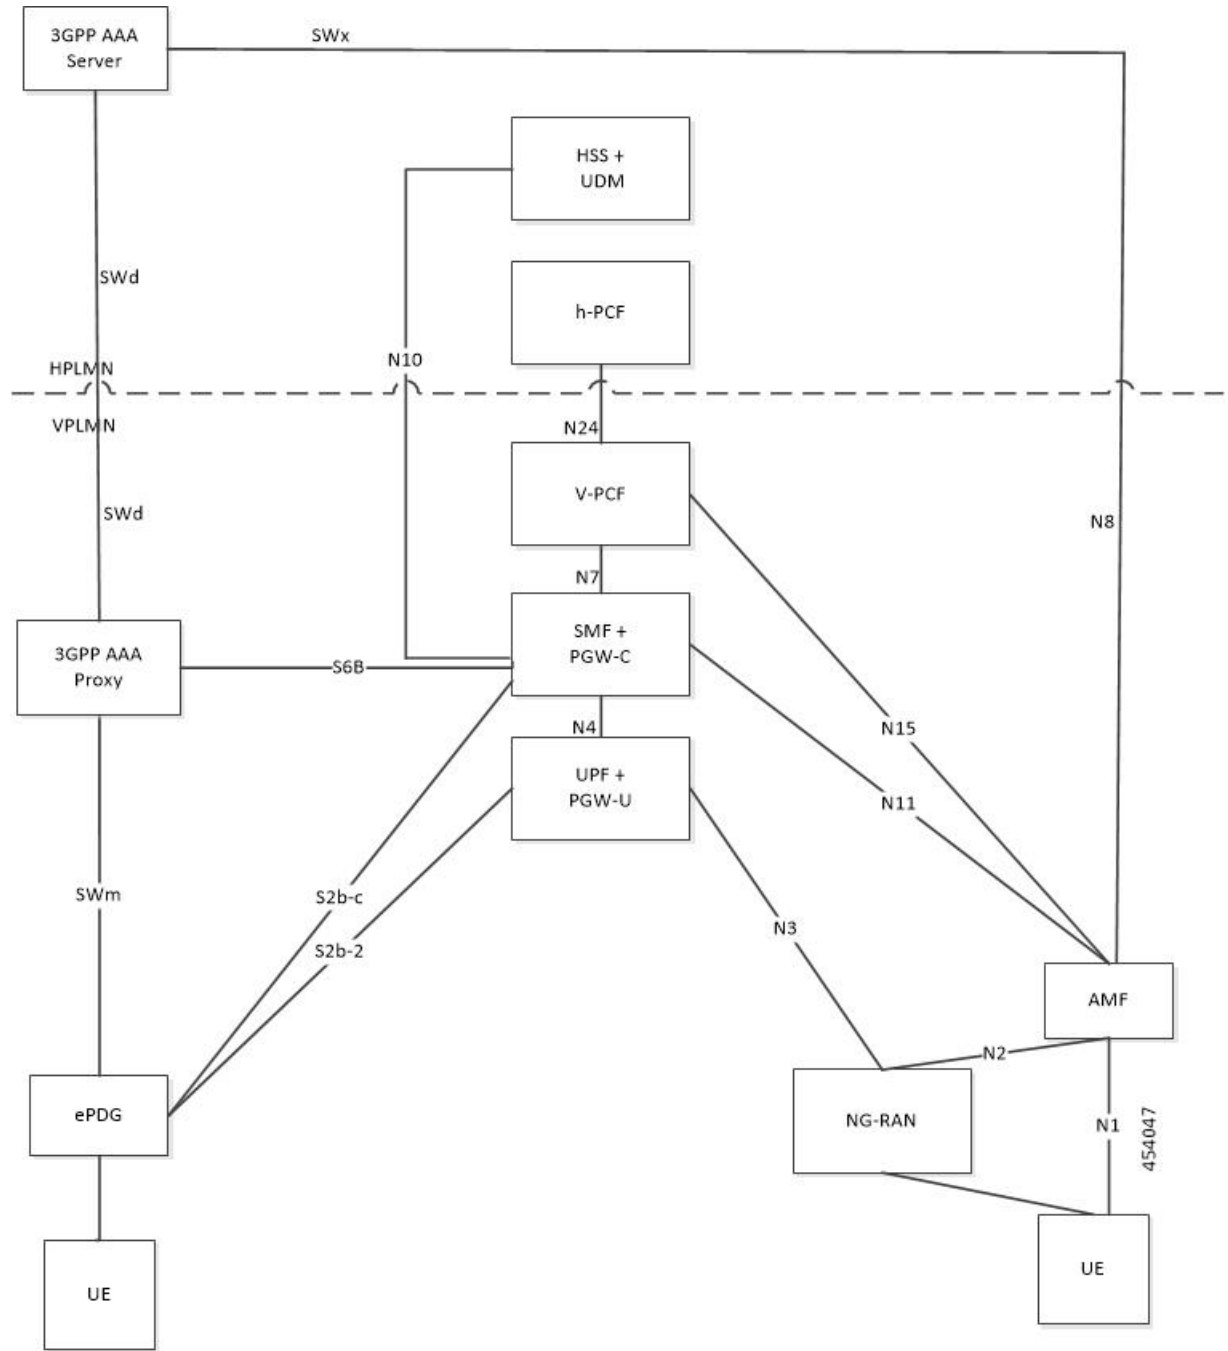 3GPP AAA
Server
SWx
HSS +
UDM
SWd
h-PCF
HPLMN
N10
VPLMN
N24
V-PCF
SWd
N8
N7
SMF +
PGW-C
3GPP AAA
Proxy
S6B
N4
N15
UPF +
PGW-U
N11
SWm
S2b-c
S2b-2
N3
AMF
N2
ePDG
NG-RAN
N1
454047
UE
UE